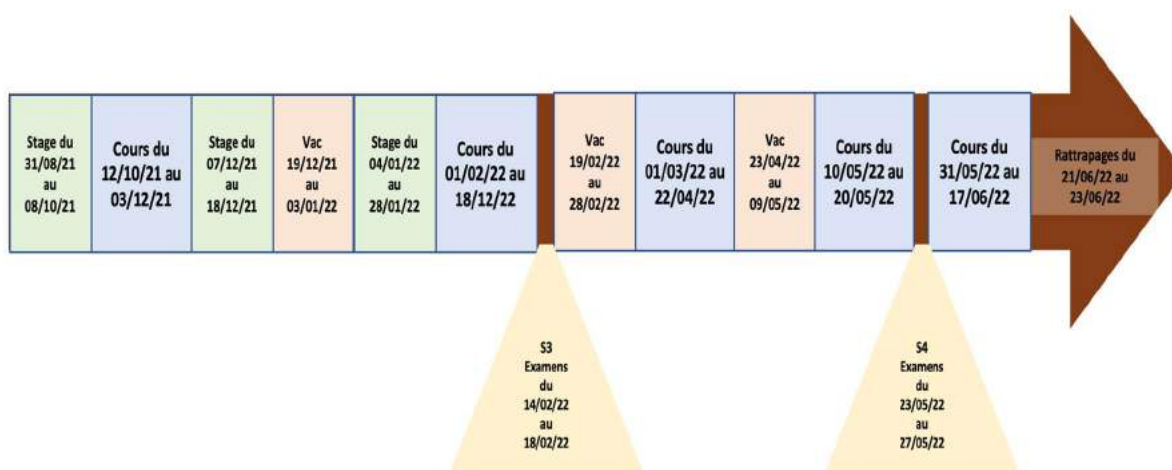 Stage du
31/08/21
au
08/10/21
Cours du
12/10/21 au
03/12/21
Stage du
07/12/21
au
18/12/21
Vac
19/12/21
au
03/01/22
Stage du
04/01/22
au
28/01/22
Cours du
01/02/22 au
18/12/22
Vac
19/02/22
au
28/02/22
Cours du
01/03/22 au
22/04/22
Vac
23/04/22
au
09/05/22
Cours du
10/05/22 au
20/05/22
Cours du
31/05/22 au
17/06/22
Rattrapages du
21/06/22 au
23/06/22
S3
Examens
du
14/02/22
au
18/02/22
S4
Examens
du
23/05/22
au
27/05/22